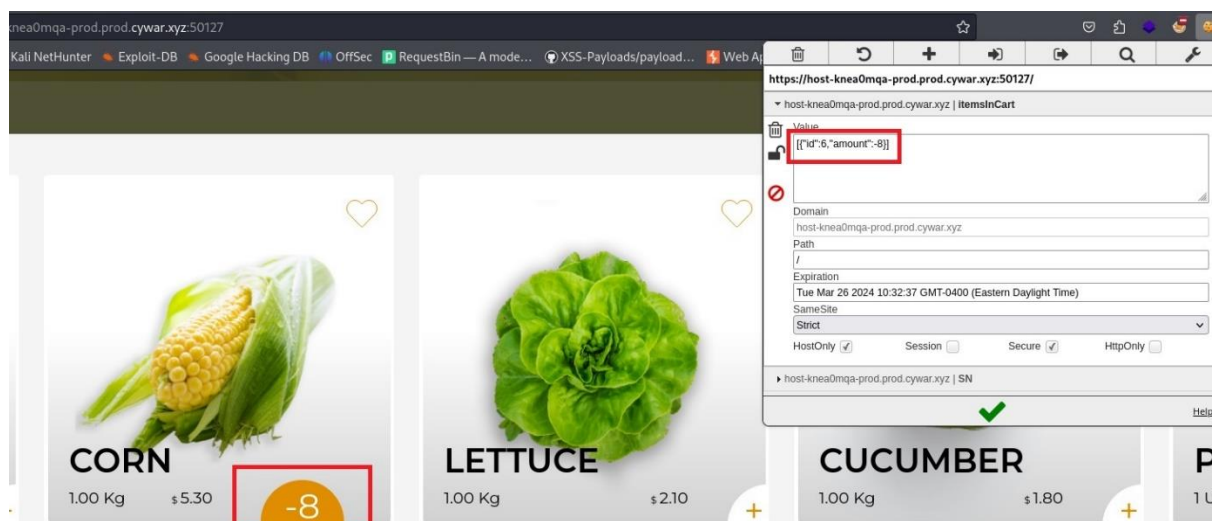 knea0mqa-prod.prod.cywar.xyz:50127
Kali NetHunter Exploit-DB Google Hacking DB OffSec RequestBin — A mode... XSS-Payloads/payload... Web Ap
https://host-knea0mqa-prod.prod.cywar.xyz:50127/
host-knea0mqa-prod.prod.cywar.xyz | itemsInCart
Value
[{"id":6,"amount":-8}]
Domain
host-knea0mqa-prod.prod.cywar.xyz
Path
/
Expiration
Tue Mar 26 2024 10:32:37 GMT-0400 (Eastern Daylight Time)
SameSite
Strict
HostOnly Session Secure HttpOnly
host-knea0mqa-prod.prod.cywar.xyz | SN
Help
CORN
1.00 Kg $5.30 -8
LETTUCE
1.00 Kg $2.10 +
CUCUMBER
1.00 Kg $1.80 +
P
1 U